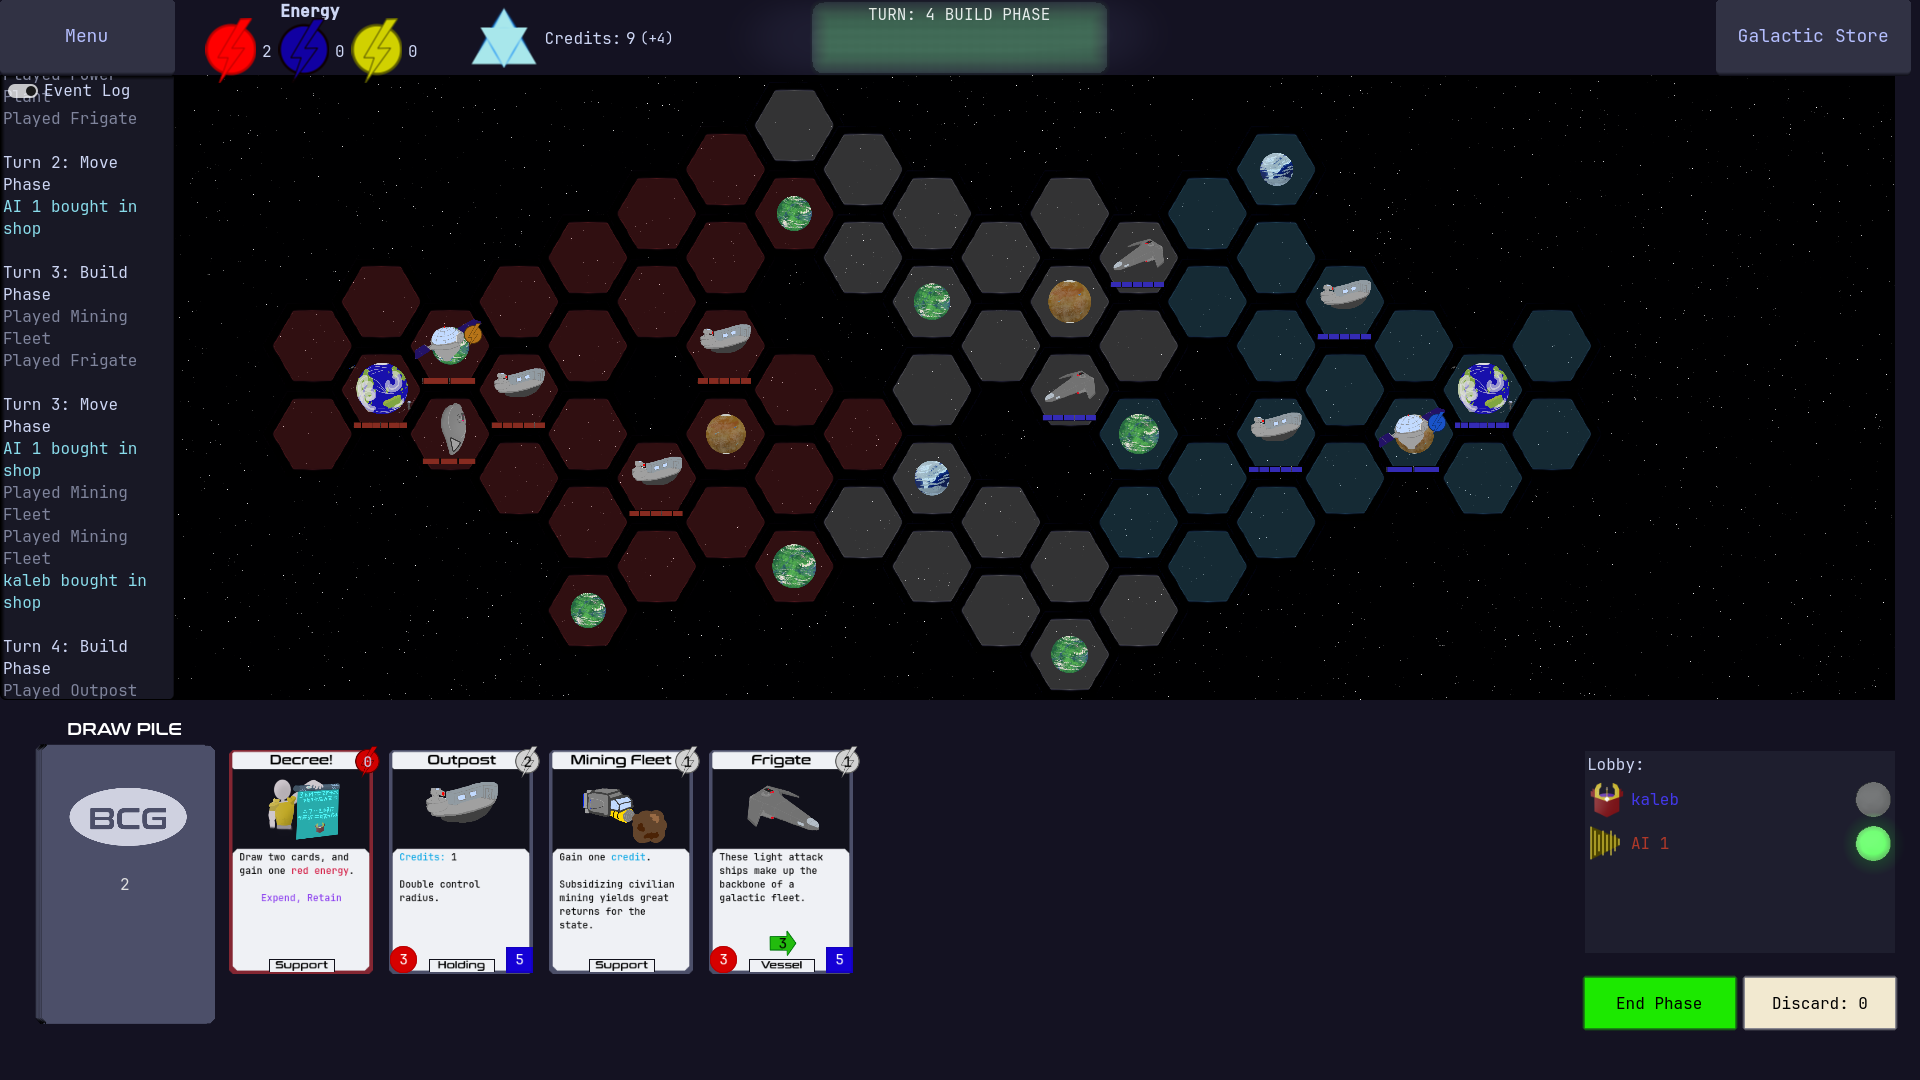 Menu
Energy
2
0
0
Credits: 9 (+4)
TURN: 4 BUILD PHASE
Galactic Store
Played Power
Plant
Event Log
Played Frigate
Turn 2: Move
Phase
AI 1 bought in
shop
Turn 3: Build
Phase
Played Mining
Fleet
Played Frigate
Turn 3: Move
Phase
AI 1 bought in
shop
Played Mining
Fleet
Played Mining
Fleet
kaleb bought in
shop
Turn 4: Build
Phase
Played Outpost
DRAW PILE
BCG
2
Decree!
0
Draw two cards, and
gain one red energy.
Expend, Retain
Support
Outpost
2
Credits: 1
Double control
radius.
3
Holding
5
Mining Fleet
1
Gain one credit.
Subsidizing civilian
mining yields great
returns for the
state.
Support
Frigate
1
These light attack
ships make up the
backbone of a
galactic fleet.
3
3
Vessel
5
Lobby:
kaleb
AI 1
End Phase
Discard: 0